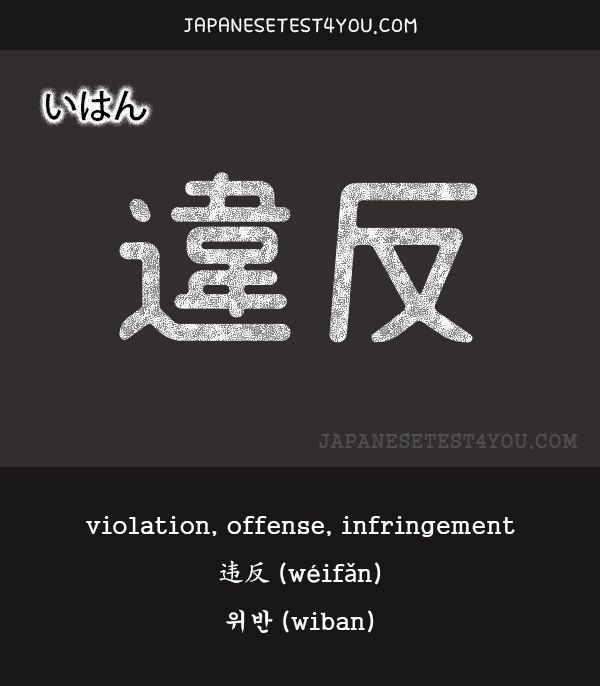 JAPANESETEST4YOU.COM
いはん
違反
JAPANESETEST4YOU.COM
violation, offense, infringement
违反 (wéifǎn)
위반 (wiban)